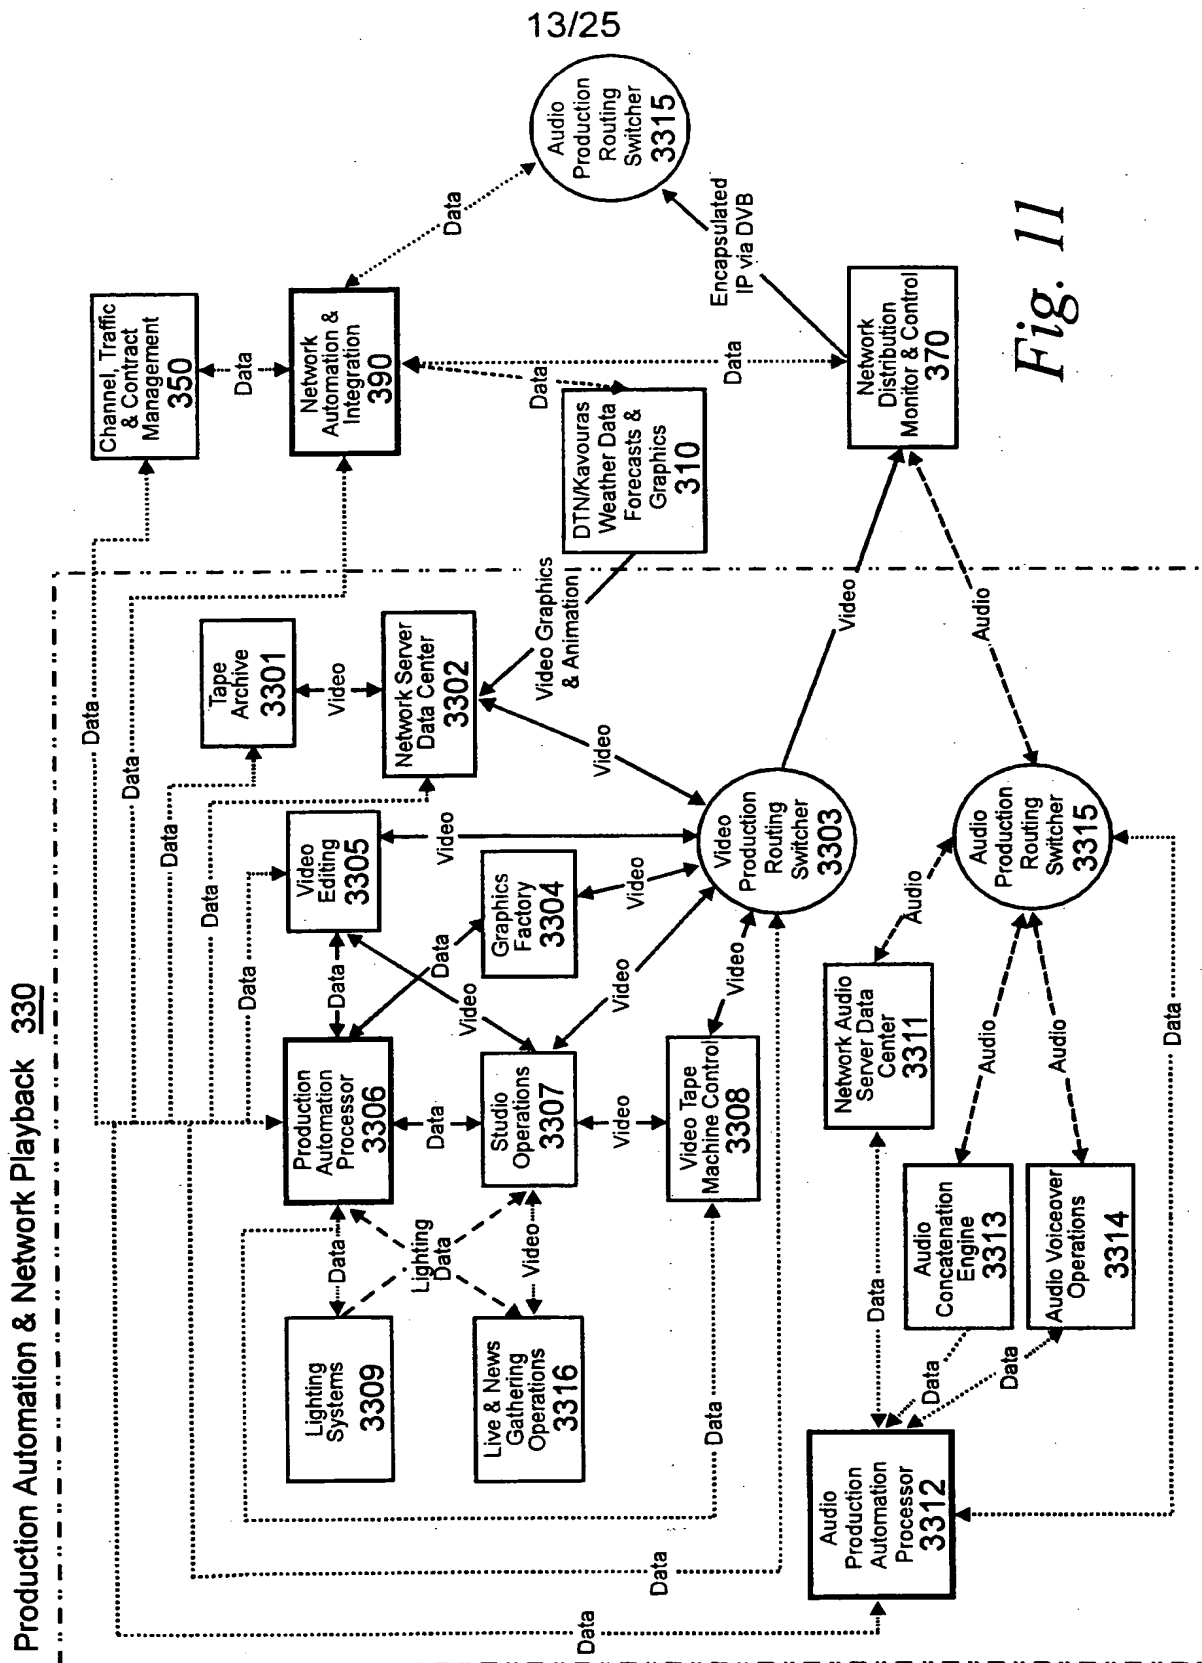 13/25
Production Automation & Network Playback 330
Channel, Traffic
& Contract
Management
350
Data
Network
Automation &
Integration
390
Data
Audio
Production
Routing
Switcher
3315
Data
Data
DTN/Kavouras
Weather Data
Forecasts &
Graphics
310
Encapsulated
IP via DVB
Network
Distribution
Monitor & Control
370
Fig. 11
Data
Data
Data
Data
Data
Tape
Archive
3301
Video
Network Server
Data Center
3302
Video Graphics
& Animation
Video
Video
Audio
Video
Editing
3305
Video
Graphics
Factory
3304
Video
Video
Production
Routing
Switcher
3303
Audio
Production
Routing
Switcher
3315
Data
Data
Video
Video
Video
Audio
Production
Automation
Processor
3306
Data
Studio
Operations
3307
Video
Video Tape
Machine Control
3308
Network Audio
Server Data
Center
3311
Audio
Audio
Data
Data
Lighting
Data
Video
Lighting
Systems
3309
Live & News
Gathering
Operations
3316
Data
Data
Audio
Concatenation
Engine
3313
Audio Voiceover
Operations
3314
Data
Data
Audio
Production
Automation
Processor
3312
Data
Data